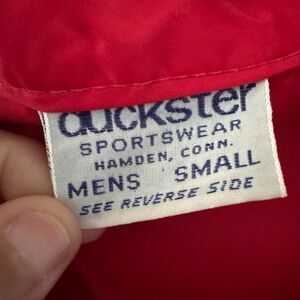 duckster
SPORTSWEAR
HAMDEN, CONN.
MENS SMALL
SEE REVERSE SIDE